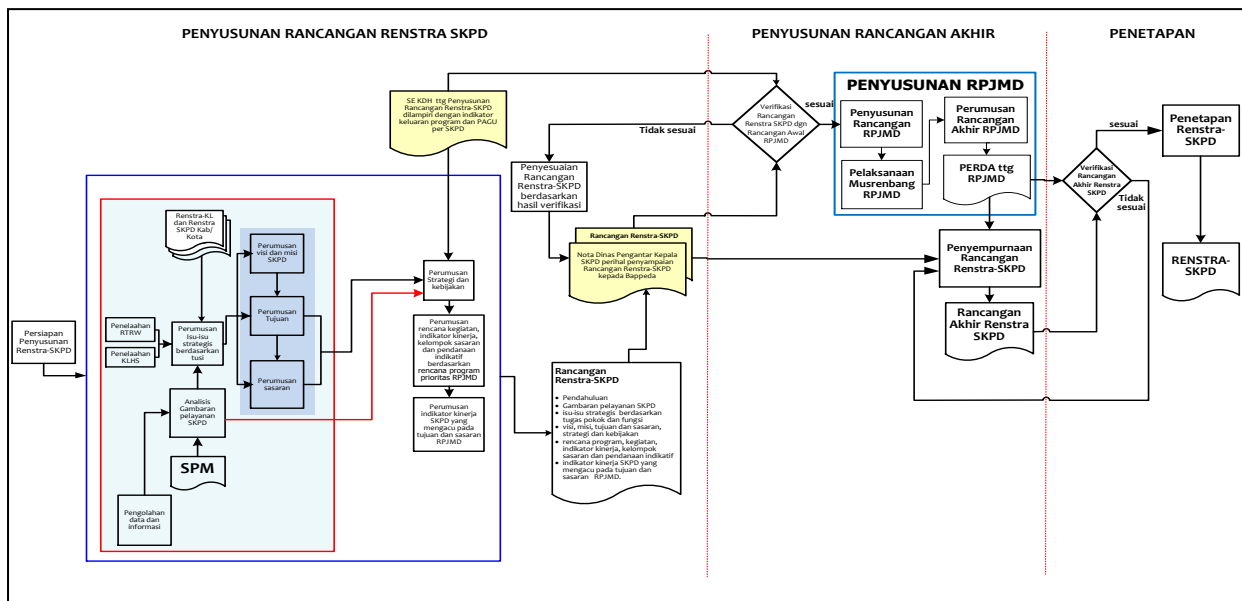 PENYUSUNAN RANCANGAN RENSTRA SKPD
PENYUSUNAN RANCANGAN AKHIR
PENETAPAN
SE KDH ttg Penyusunan
Rancangan Renstra-SKPD
dilampiri dengan indikator
keluaran program dan PAGU
per SKPD
Verifikasi
Rancangan
Renstra SKPD dgn
Rancangan Awal
RPJMD
sesuai
Tidak sesuai
PENYUSUNAN RPJMD
Penyusunan
Rancangan
RPJMD
Perumusan
Rancangan
Akhir RPJMD
Pelaksanaan
Musrenbang
RPJMD
PERDA ttg
RPJMD
sesuai
Verifikasi
Rancangan
Akhir Renstra
SKPD
Tidak
sesuai
Penetapan
Renstra-
SKPD
RENSTRA-
SKPD
Penyesuaian
Rancangan
Renstra-SKPD
berdasarkan
hasil verifikasi
Rancangan Renstra-SKPD
Nota Dinas Pengantar Kepala
SKPD perihal penyampaian
Rancangan Renstra-SKPD
kepada Bappeda
Penyempurnaan
Rancangan
Renstra-SKPD
Rancangan
Akhir Renstra
SKPD
Persiapan
Penyusunan
Renstra-SKPD
Renstra-KL
dan Renstra
SKPD Kab/
Kota
Perumusan
visi dan misi
SKPD
Penelaahan
RTRW
Penelaahan
KLHS
Perumusan
Isu-isu
strategis
berdasarkan
tusi
Perumusan
Tujuan
Perumusan
sasaran
Analisis
Gambaran
pelayanan
SKPD
SPM
Pengolahan
data dan
informasi
Perumusan
Strategi dan
kebijakan
Perumusan
rencana kegiatan,
indikator kinerja,
kelompok sasaran
dan pendanaan
indikatif
berdasarkan
rencana program
prioritas RPJMD
Perumusan
indikator kinerja
SKPD yang
mengacu pada
tujuan dan sasaran
RPJMD
Rancangan
Renstra-SKPD
• Pendahuluan
• Gambaran pelayanan SKPD
• isu-isu strategis berdasarkan
tugas pokok dan fungsi
• visi, misi, tujuan dan sasaran,
strategi dan kebijakan
• rencana program, kegiatan,
indikator kinerja, kelompok
sasaran dan pendanaan indikatif
• indikator kinerja SKPD yang
mengacu pada tujuan dan
sasaran RPJMD.